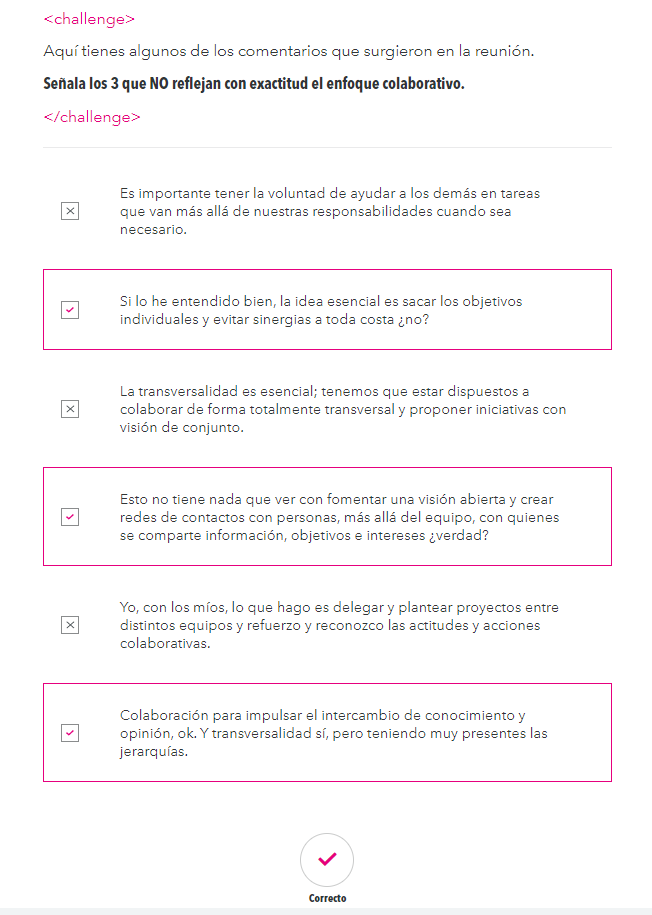 <challenge>
Aquí tienes algunos de los comentarios que surgieron en la reunión.
Señala los 3 que NO reflejan con exactitud el enfoque colaborativo.
</challenge>
Es importante tener la voluntad de ayudar a los demás en tareas
que van más allá de nuestras responsabilidades cuando sea
necesario.
Si lo he entendido bien, la idea esencial es sacar los objetivos
individuales y evitar sinergias a toda costa ¿no?
La transversalidad es esencial; tenemos que estar dispuestos a
colaborar de forma totalmente transversal y proponer iniciativas con
visión de conjunto.
Esto no tiene nada que ver con fomentar una visión abierta y crear
redes de contactos con personas, más allá del equipo, con quienes
se comparte información, objetivos e intereses ¿verdad?
Yo, con los míos, lo que hago es delegar y plantear proyectos entre
distintos equipos y refuerzo y reconozco las actitudes y acciones
colaborativas.
Colaboración para impulsar el intercambio de conocimiento y
opinión, ok. Y transversalidad sí, pero teniendo muy presentes las
jerarquías.
Correcto